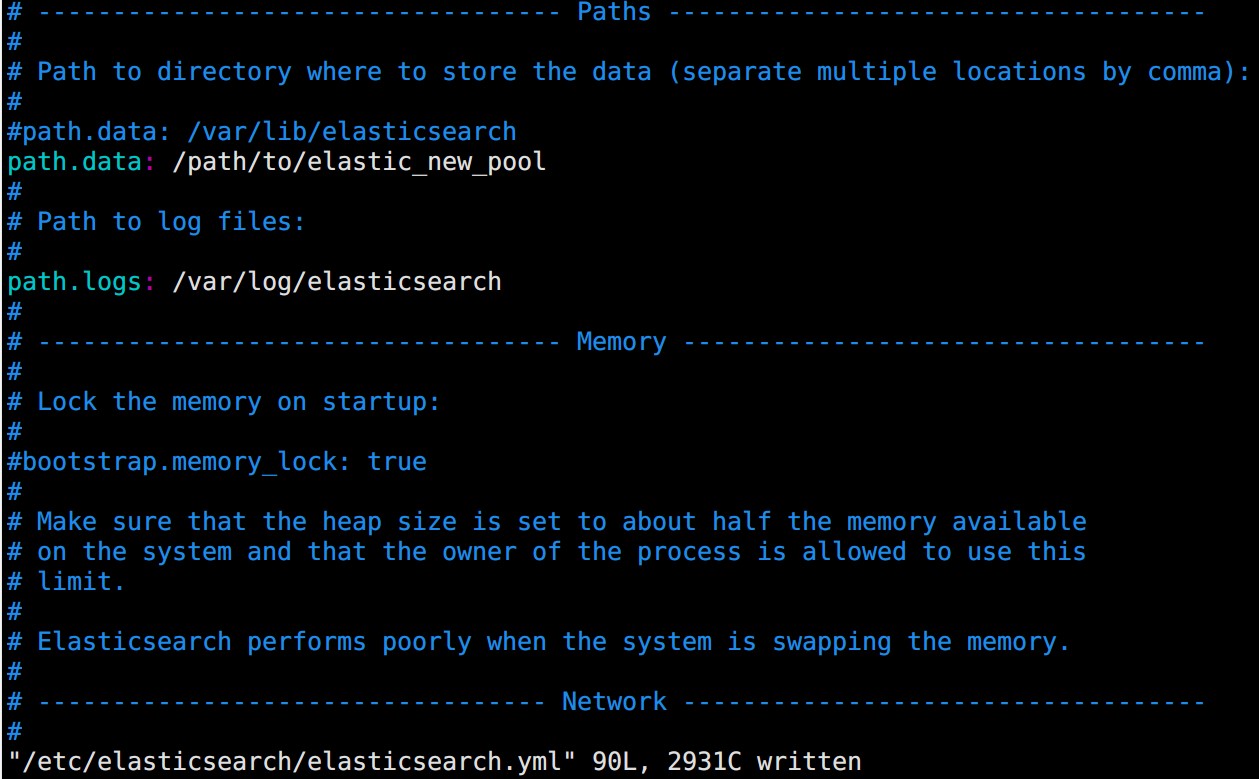 # ----------------------------------- Paths ------------------------------------
#
# Path to directory where to store the data (separate multiple locations by comma):
#
#path.data: /var/lib/elasticsearch
path.data: /path/to/elastic_new_pool
#
# Path to log files:
#
path.logs: /var/log/elasticsearch
#
# ----------------------------------- Memory -----------------------------------
#
# Lock the memory on startup:
#
#bootstrap.memory_lock: true
#
# Make sure that the heap size is set to about half the memory available
# on the system and that the owner of the process is allowed to use this
# limit.
#
# Elasticsearch performs poorly when the system is swapping the memory.
#
# ---------------------------------- Network -----------------------------------
#
"/etc/elasticsearch/elasticsearch.yml" 90L, 2931C written